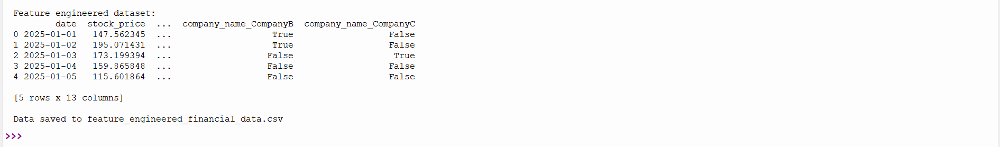 Feature engineered dataset:
        date  stock_price  ...  company_name_CompanyB  company_name_CompanyC
0 2025-01-01   147.562345  ...                   True                  False
1 2025-01-02   195.071431  ...                   True                  False
2 2025-01-03   173.199394  ...                  False                   True
3 2025-01-04   159.865848  ...                  False                  False
4 2025-01-05   115.601864  ...                  False                  False
[5 rows x 13 columns]
Data saved to feature_engineered_financial_data.csv
>>>